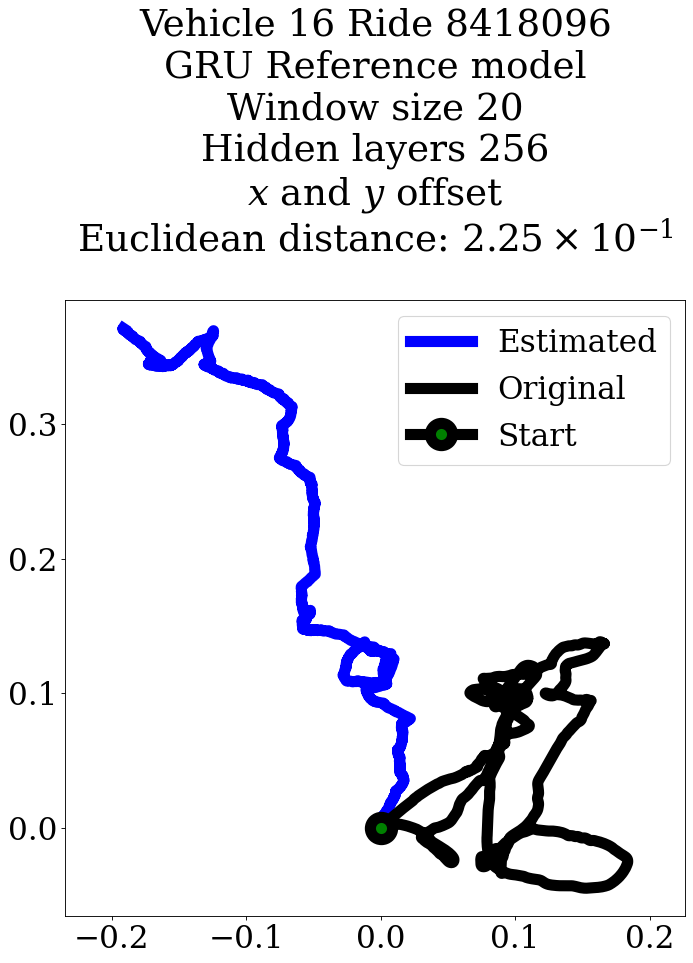 Vehicle 16 Ride 8418096
GRU Reference model
Window size 20
Hidden layers 256
x and y offset
Euclidean distance: 2.25 × 10⁻¹
Estimated
Original
Start
0.3
0.2
0.1
0.0
−0.2 −0.1 0.0 0.1 0.2